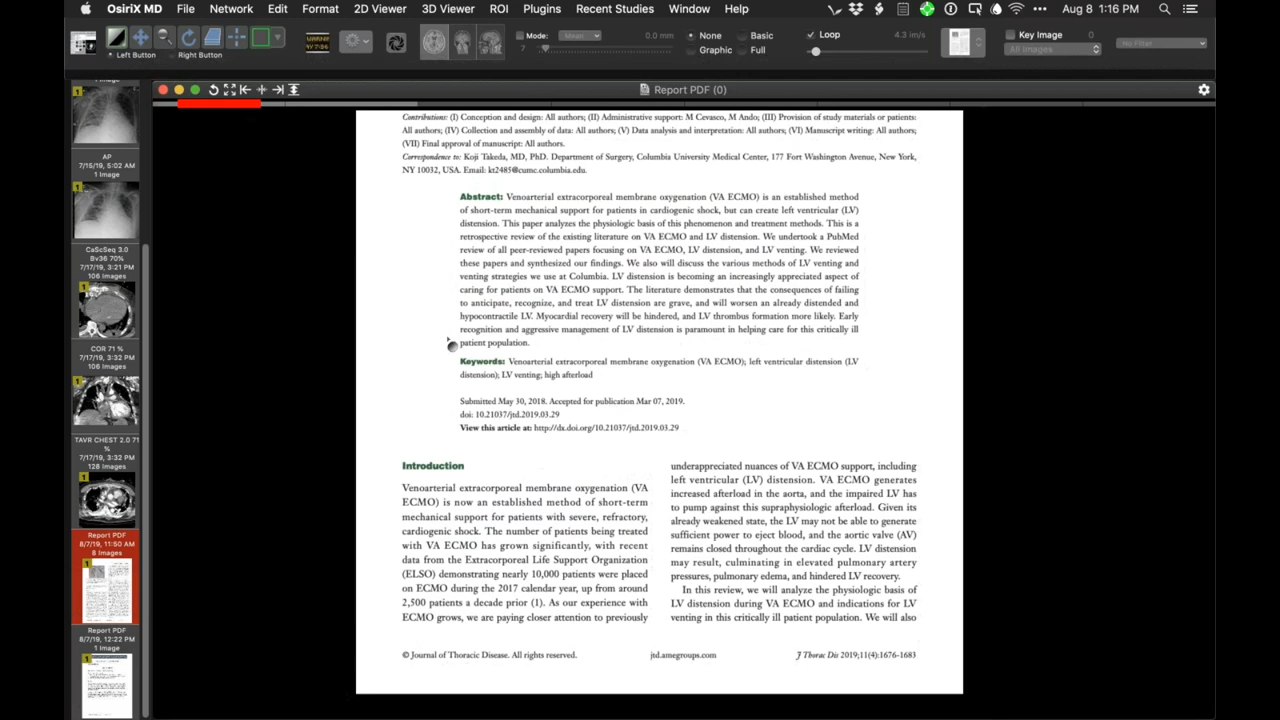 OsiriX MD File Network Edit Format 2D Viewer 3D Viewer ROI Plugins Recent Studies Window Help Aug 8 1:16 PM
Mode: Mean 0.0 mm None Basic Loop 4.3 im/s Key Image 0 No Filter
7 Graphic Full All Images
Left Button Right Button
Report PDF (0)
1 Image
1
AP
7/15/19, 5:02 AM
1 Image
1
CaScSeq 3.0
Bv36 70%
7/17/19, 3:21 PM
106 Images
1
COR 71 %
7/17/19, 3:32 PM
106 Images
1
TAVR CHEST 2.0 71
%
7/17/19, 3:32 PM
128 Images
1
Report PDF
8/7/19, 11:50 AM
8 Images
1
Report PDF
8/7/19, 12:22 PM
1 Image
1
Contributions: (I) Conception and design: All authors; (II) Administrative support: M Cevasco, M Ando; (III) Provision of study materials or patients:
All authors; (IV) Collection and assembly of data: All authors; (V) Data analysis and interpretation: All authors; (VI) Manuscript writing: All authors;
(VII) Final approval of manuscript: All authors.
Correspondence to: Koji Takeda, MD, PhD. Department of Surgery, Columbia University Medical Center, 177 Fort Washington Avenue, New York,
NY 10032, USA. Email: kt2485@cumc.columbia.edu.
Abstract: Venoarterial extracorporeal membrane oxygenation (VA ECMO) is an established method
of short-term mechanical support for patients in cardiogenic shock, but can create left ventricular (LV)
distension. This paper analyzes the physiologic basis of this phenomenon and treatment methods. This is a
retrospective review of the existing literature on VA ECMO and LV distension. We undertook a PubMed
review of all peer-reviewed papers focusing on VA ECMO, LV distension, and LV venting. We reviewed
these papers and synthesized our findings. We also will discuss the various methods of LV venting and
venting strategies we use at Columbia. LV distension is becoming an increasingly appreciated aspect of
caring for patients on VA ECMO support. The literature demonstrates that the consequences of failing
to anticipate, recognize, and treat LV distension are grave, and will worsen an already distended and
hypocontractile LV. Myocardial recovery will be hindered, and LV thrombus formation more likely. Early
recognition and aggressive management of LV distension is paramount in helping care for this critically ill
patient population.
Keywords: Venoarterial extracorporeal membrane oxygenation (VA ECMO); left ventricular distension (LV
distension); LV venting; high afterload
Submitted May 30, 2018. Accepted for publication Mar 07, 2019.
doi: 10.21037/jtd.2019.03.29
View this article at: http://dx.doi.org/10.21037/jtd.2019.03.29
Introduction
Venoarterial extracorporeal membrane oxygenation (VA
ECMO) is now an established method of short-term
mechanical support for patients with severe, refractory,
cardiogenic shock. The number of patients being treated
with VA ECMO has grown significantly, with recent
data from the Extracorporeal Life Support Organization
(ELSO) demonstrating nearly 10,000 patients were placed
on ECMO during the 2017 calendar year, up from around
2,500 patients a decade prior (1). As our experience with
ECMO grows, we are paying closer attention to previously
underappreciated nuances of VA ECMO support, including
left ventricular (LV) distension. VA ECMO generates
increased afterload in the aorta, and the impaired LV has
to pump against this supraphysiologic afterload. Given its
already weakened state, the LV may not be able to generate
sufficient power to eject blood, and the aortic valve (AV)
remains closed throughout the cardiac cycle. LV distension
may result, culminating in elevated pulmonary artery
pressures, pulmonary edema, and hindered LV recovery.
In this review, we will analyze the physiologic basis of
LV distension during VA ECMO and indications for LV
venting in this critically ill patient population. We will also
© Journal of Thoracic Disease. All rights reserved. jtd.amegroups.com J Thorac Dis 2019;11(4):1676-1683